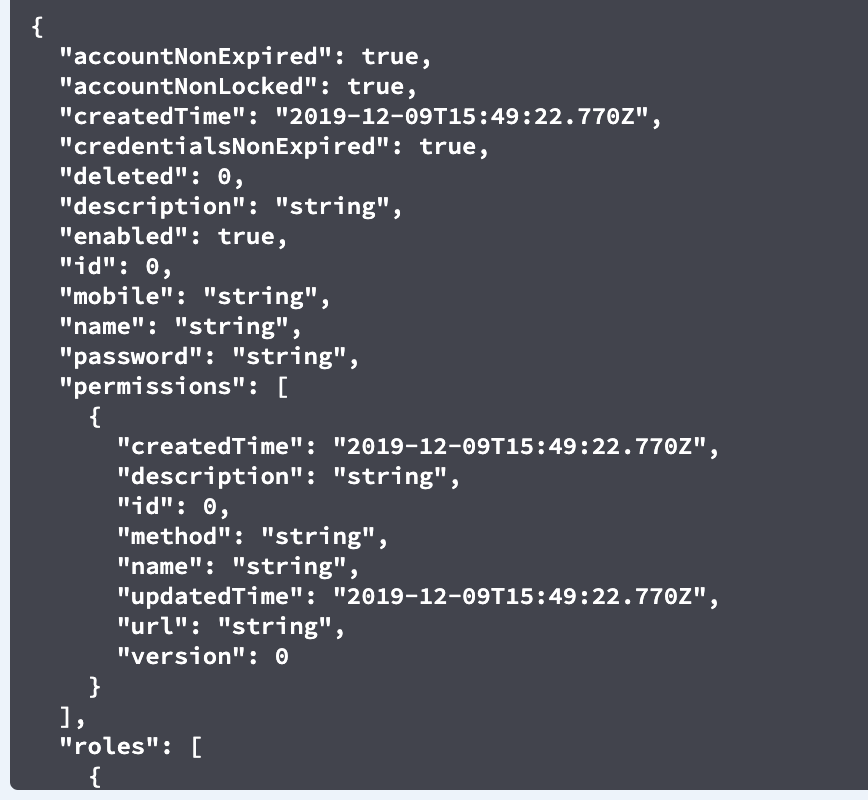 {
"accountNonExpired": true,
"accountNonLocked": true,
"createdTime": "2019-12-09T15:49:22.770Z",
"credentialsNonExpired": true,
"deleted": 0,
"description": "string",
"enabled": true,
"id": 0,
"mobile": "string",
"name": "string",
"password": "string",
"permissions": [
{
"createdTime": "2019-12-09T15:49:22.770Z",
"description": "string",
"id": 0,
"method": "string",
"name": "string",
"updatedTime": "2019-12-09T15:49:22.770Z",
"url": "string",
"version": 0
}
],
"roles": [
{